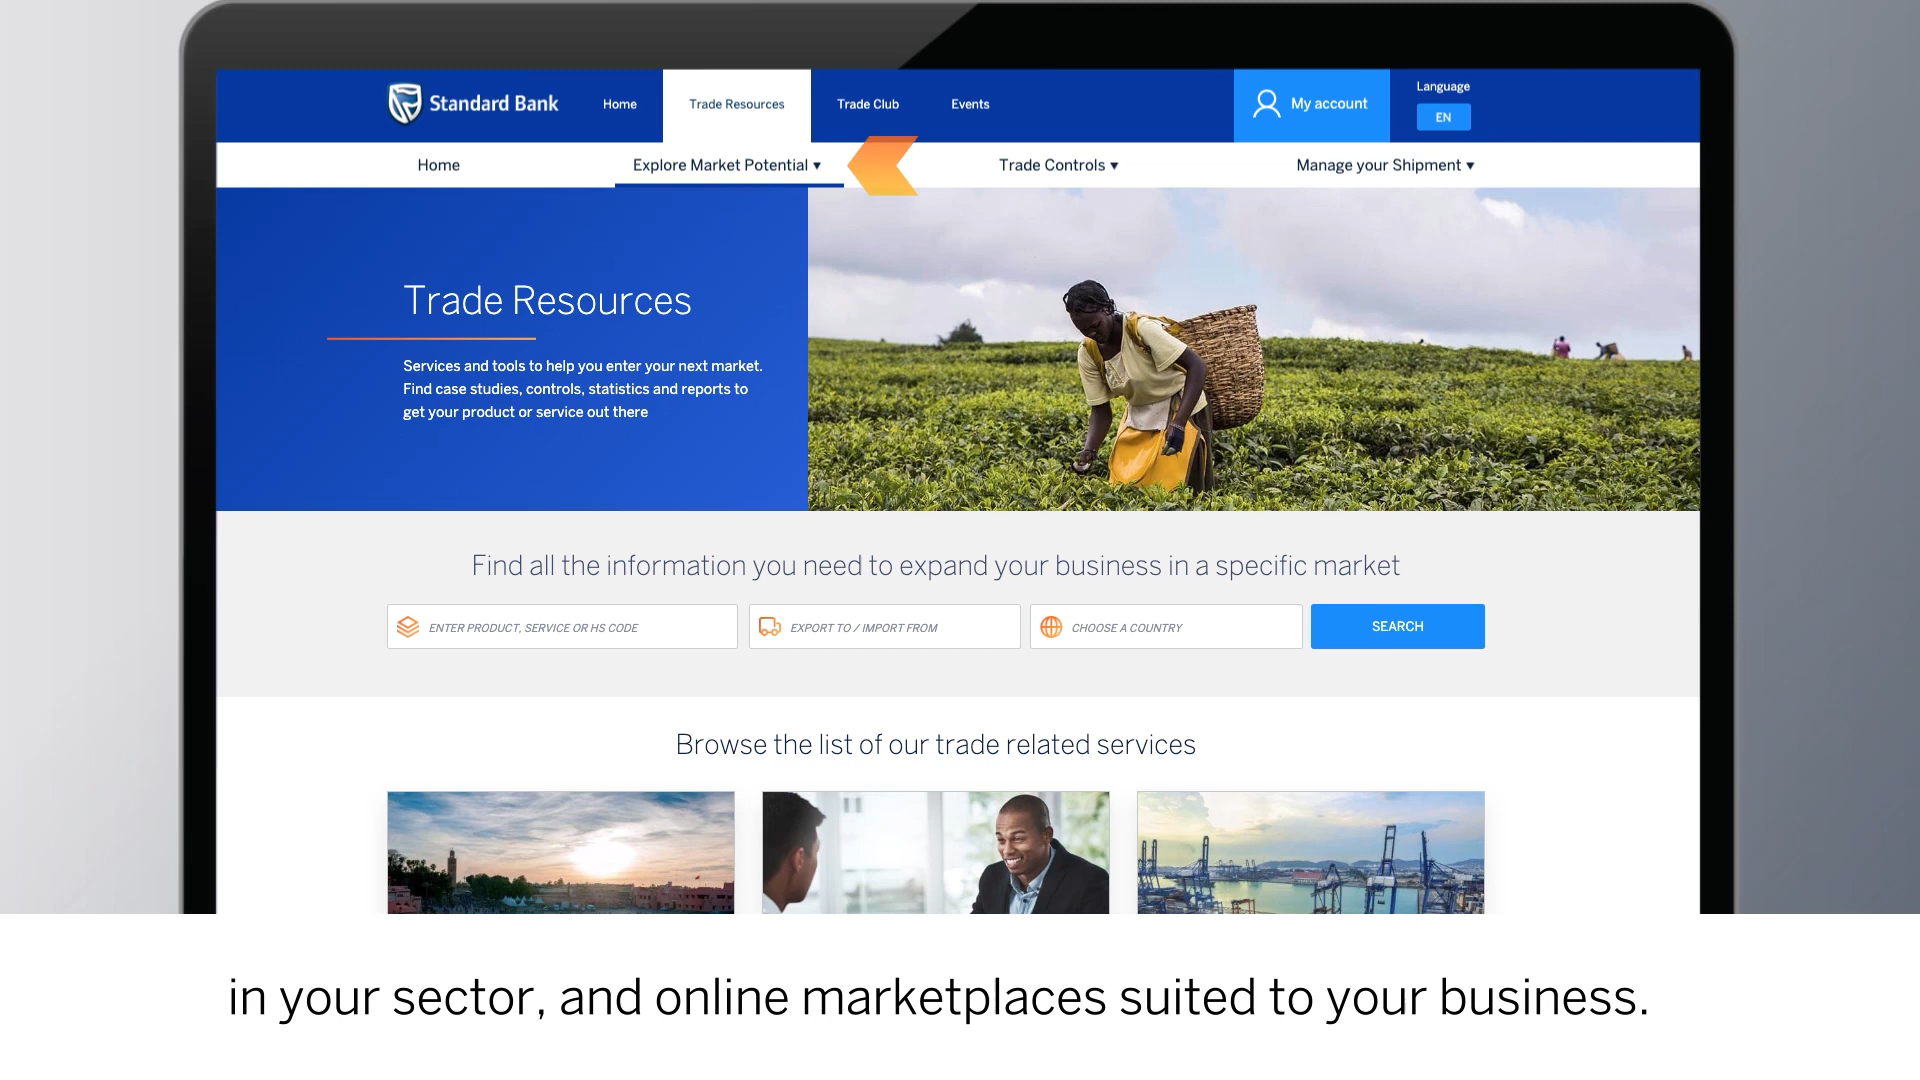 Standard Bank
Home
Trade Resources
Trade Club
Events
My account
Language
EN
Home
Explore Market Potential ▾
Trade Controls ▾
Manage your Shipment ▾
Trade Resources
Services and tools to help you enter your next market.
Find case studies, controls, statistics and reports to
get your product or service out there
Find all the information you need to expand your business in a specific market
ENTER PRODUCT, SERVICE OR HS CODE
EXPORT TO / IMPORT FROM
CHOOSE A COUNTRY
SEARCH
Browse the list of our trade related services
in your sector, and online marketplaces suited to your business.